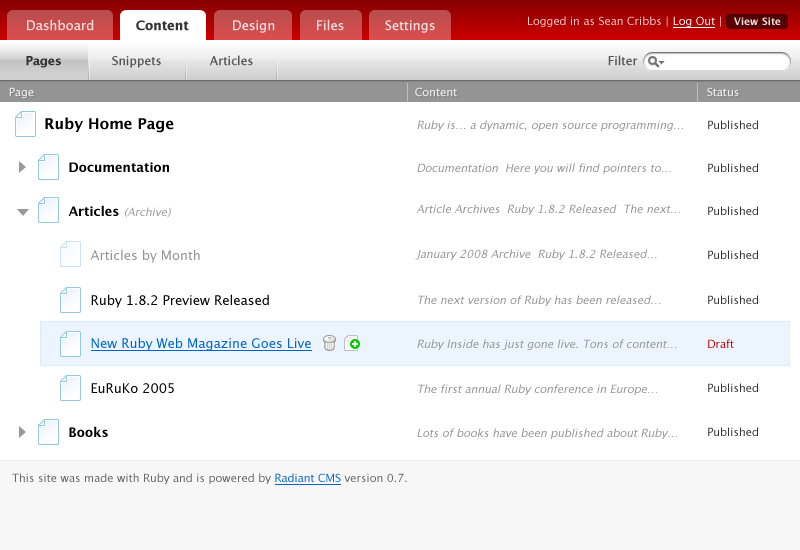 Dashboard Content Design Files Settings Logged in as Sean Cribbs | Log Out | View Site
Pages Snippets Articles Filter
Page Content Status
Ruby Home Page Ruby is... a dynamic, open source programming... Published
Documentation Documentation Here you will find pointers to... Published
Articles (Archive) Article Archives Ruby 1.8.2 Released The next... Published
Articles by Month January 2008 Archive Ruby 1.8.2 Released... Published
Ruby 1.8.2 Preview Released The next version of Ruby has been released... Published
New Ruby Web Magazine Goes Live Ruby Inside has just gone live. Tons of content... Draft
EuRuKo 2005 The first annual Ruby conference in Europe... Published
Books Lots of books have been published about Ruby... Published
This site was made with Ruby and is powered by Radiant CMS version 0.7.